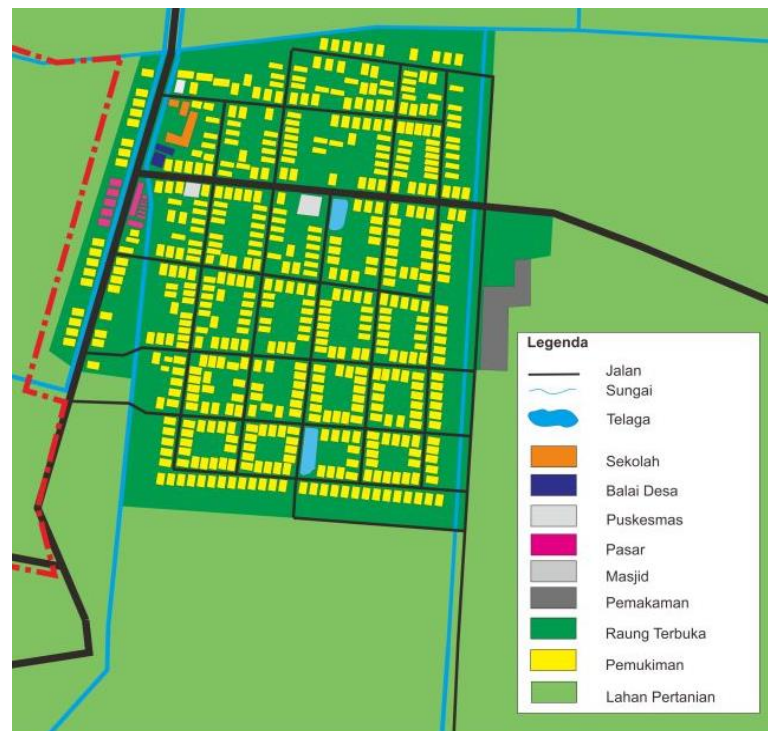 Legenda
Jalan
Sungai
Telaga
Sekolah
Balai Desa
Puskesmas
Pasar
Masjid
Pemakaman
Raung Terbuka
Pemukiman
Lahan Pertanian